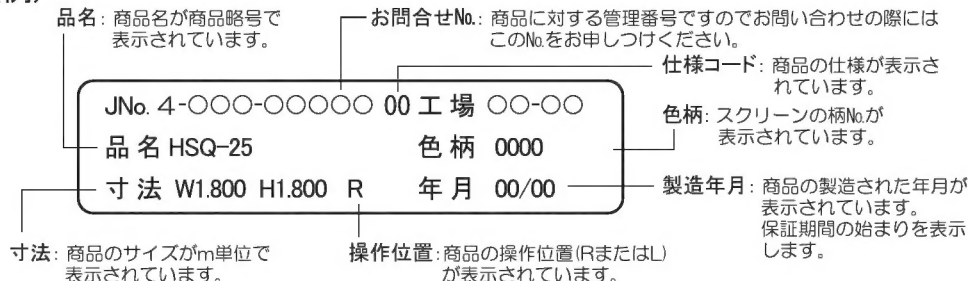 品名：商品名が商品略号で
表示されています。
お問合せ№：商品に対する管理番号ですのでお問い合わせの際には
この№をお申しつけください。
仕様コード：商品の仕様が表示さ
れています。
JNo. 4-○○○-○○○○○ 00 工場 ○○-○○
品名 HSQ-25 色柄 0000
寸法 W1.800 H1.800 R 年月 00/00
色柄：スクリーンの柄№が
表示されています。
製造年月：商品の製造された年月が
表示されています。
保証期間の始まりを表示
します。
寸法：商品のサイズがm単位で
表示されています。
操作位置：商品の操作位置(RまたはL)
が表示されています。